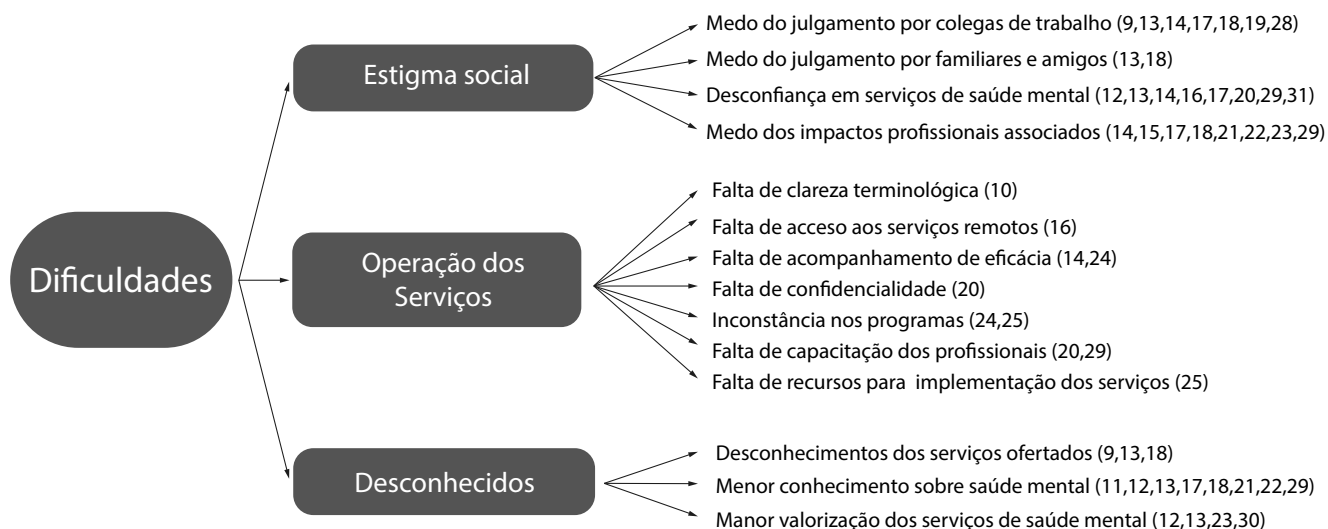 Dificuldades
Estigma social
Medo do julgamento por colegas de trabalho (9,13,14,17,18,19,28)
Medo do julgamento por familiares e amigos (13,18)
Desconfiança em serviços de saúde mental (12,13,14,16,17,20,29,31)
Medo dos impactos profissionais associados (14,15,17,18,21,22,23,29)
Operação dos
Serviços
Falta de clareza terminológica (10)
Falta de acceso aos serviços remotos (16)
Falta de acompanhamento de eficácia (14,24)
Falta de confidencialidade (20)
Inconstância nos programas (24,25)
Falta de capacitação dos profissionais (20,29)
Falta de recursos para implementação dos serviços (25)
Desconhecidos
Desconhecimentos dos serviços ofertados (9,13,18)
Menor conhecimento sobre saúde mental (11,12,13,17,18,21,22,29)
Manor valorização dos serviços de saúde mental (12,13,23,30)